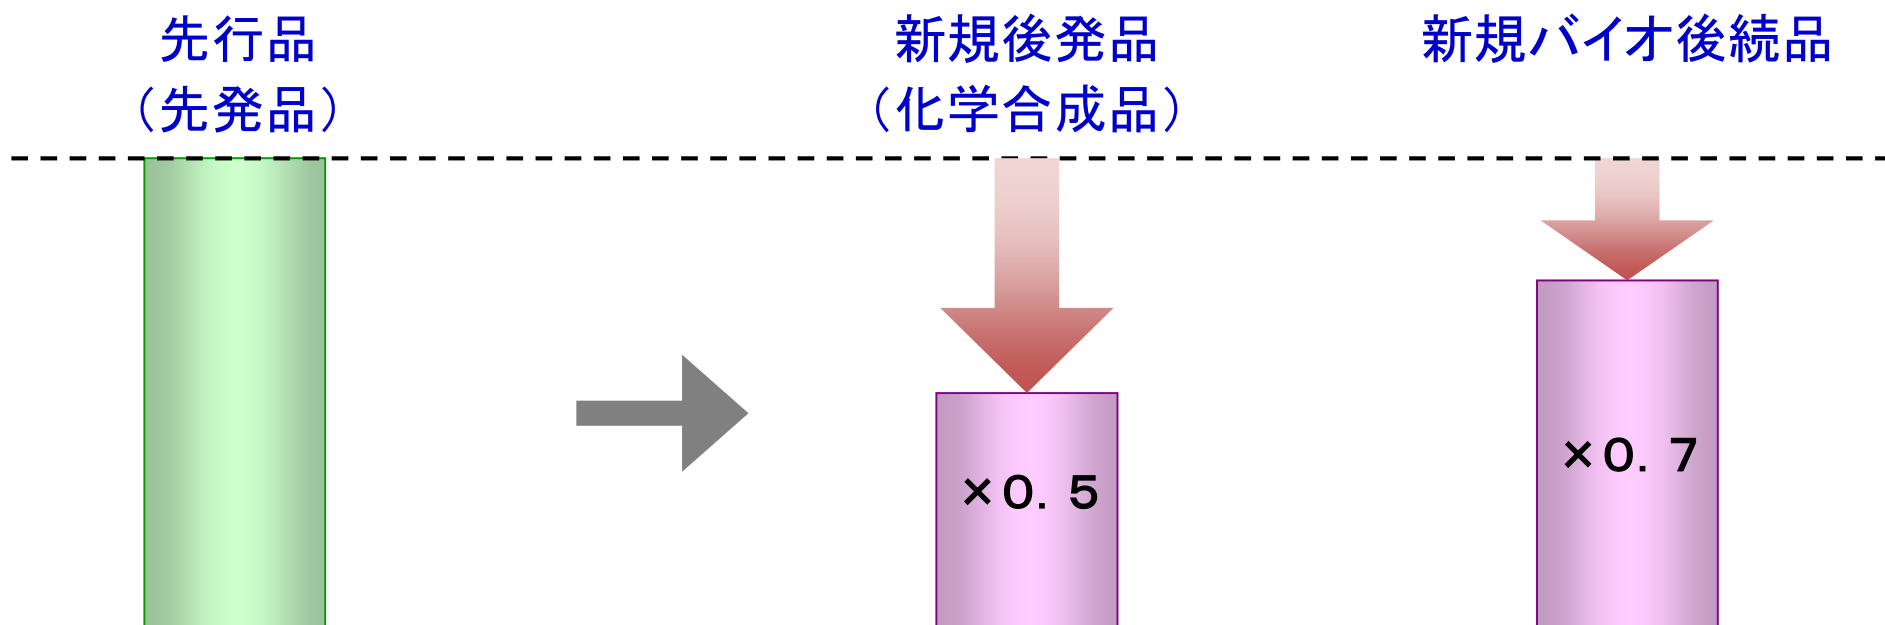 先行品
（先発品）
新規後発品
（化学合成品）
新規バイオ後続品
×０．５
×０．７